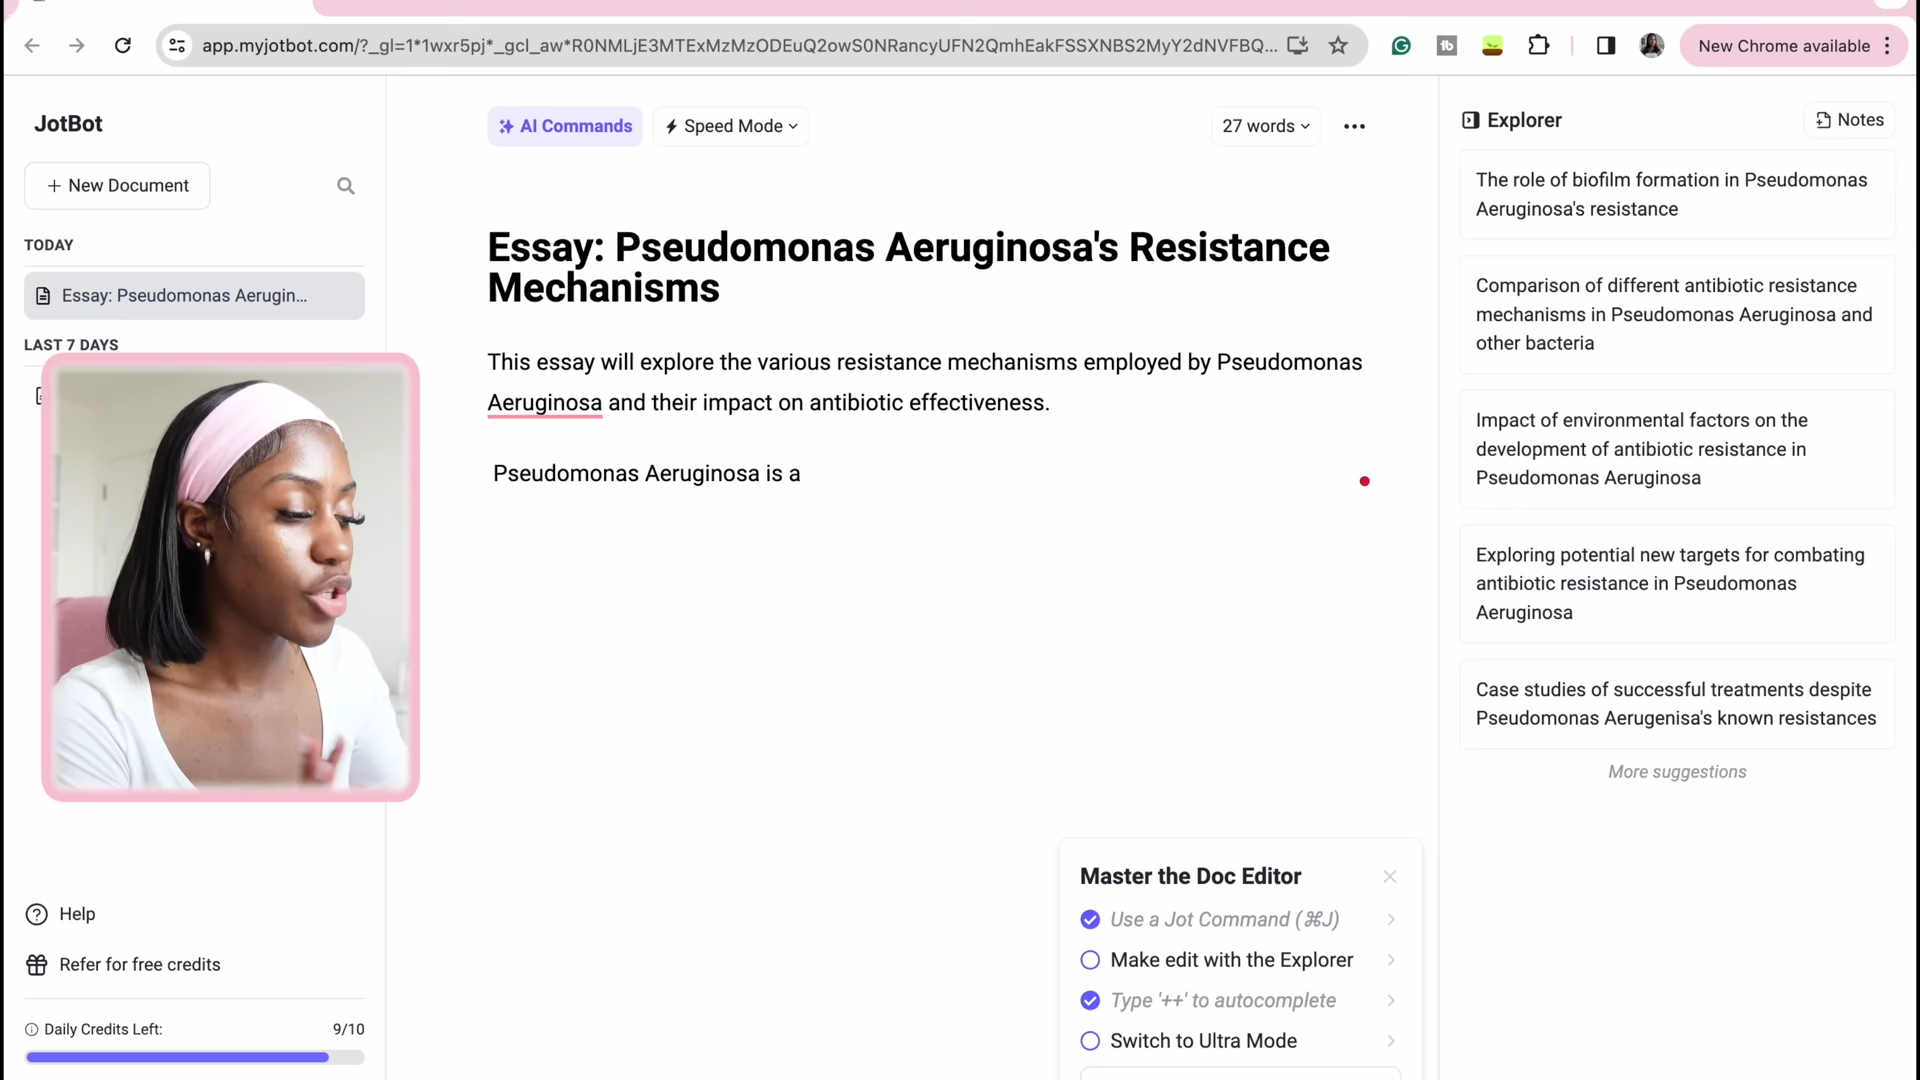 app.myjotbot.com/?_gl=1*1wxr5pj*_gcl_aw*R0NMLjE3MTExMzMzODEuQ2owS0NRancyUFN2QmhEakFSSXNBS2MyY2dNVFBQ...
New Chrome available
JotBot
+ New Document
TODAY
Essay: Pseudomonas Aerugin...
LAST 7 DAYS
Help
Refer for free credits
Daily Credits Left:
9/10
AI Commands
Speed Mode
27 words
Essay: Pseudomonas Aeruginosa's Resistance
Mechanisms
This essay will explore the various resistance mechanisms employed by Pseudomonas
Aeruginosa and their impact on antibiotic effectiveness.
Pseudomonas Aeruginosa is a
Master the Doc Editor
Use a Jot Command (⌘J)
Make edit with the Explorer
Type '++' to autocomplete
Switch to Ultra Mode
Explorer
Notes
The role of biofilm formation in Pseudomonas
Aeruginosa's resistance
Comparison of different antibiotic resistance
mechanisms in Pseudomonas Aeruginosa and
other bacteria
Impact of environmental factors on the
development of antibiotic resistance in
Pseudomonas Aeruginosa
Exploring potential new targets for combating
antibiotic resistance in Pseudomonas
Aeruginosa
Case studies of successful treatments despite
Pseudomonas Aerugenisa's known resistances
More suggestions